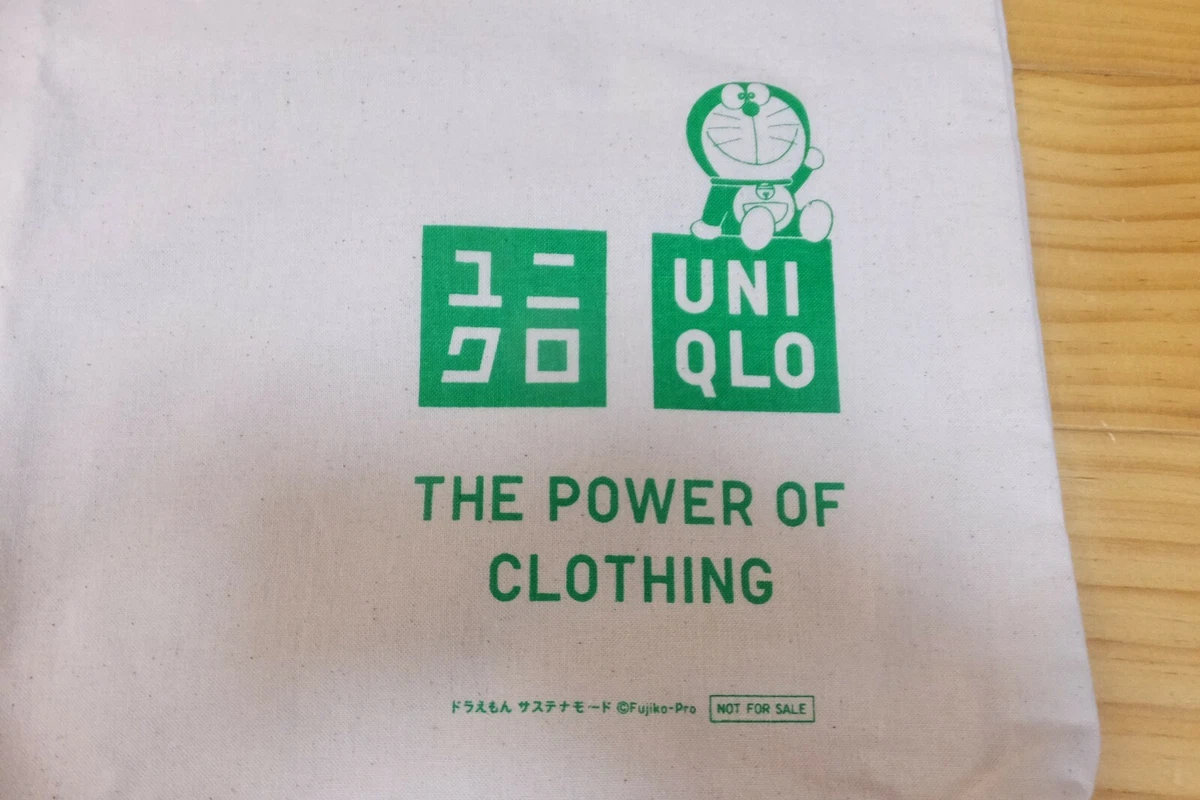 ユニ
クロ
UNI
QLO
THE POWER OF
CLOTHING
ドラえもん サステナモード ©Fujiko-Pro NOT FOR SALE